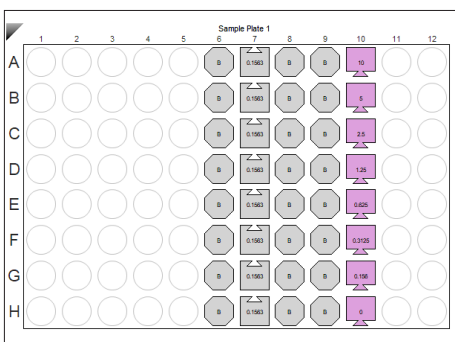 Sample Plate 1
1 2 3 4 5 6 7 8 9 10 11 12
A B 0.1563 B B 10
B B 0.1563 B B 5
C B 0.1563 B B 2.5
D B 0.1563 B B 1.25
E B 0.1563 B B 0.625
F B 0.1563 B B 0.3125
G B 0.1563 B B 0.156
H B 0.1563 B B 0